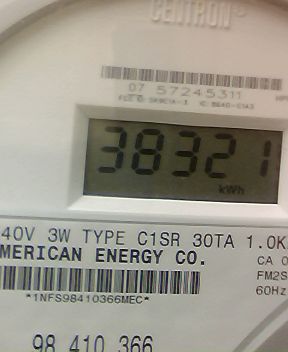 CENTRON®
07 57245311
38321
kWh
40V 3W TYPE C1SR 30TA 1.0K
MERICAN ENERGY CO.
CA 0
FM2S
60Hz
*1NFS98410366MEC*
98 410 366